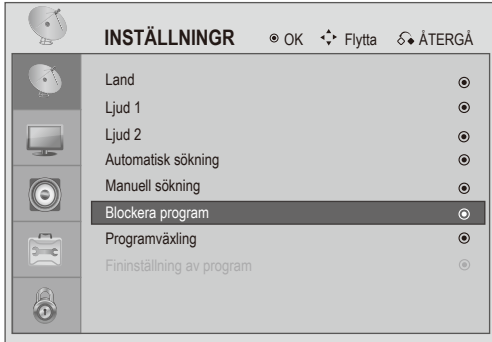 INSTÄLLNINGR OK Flytta ÅTERGÅ
Land
Ljud 1
Ljud 2
Automatisk sökning
Manuell sökning
Blockera program
Programväxling
Fininställning av program